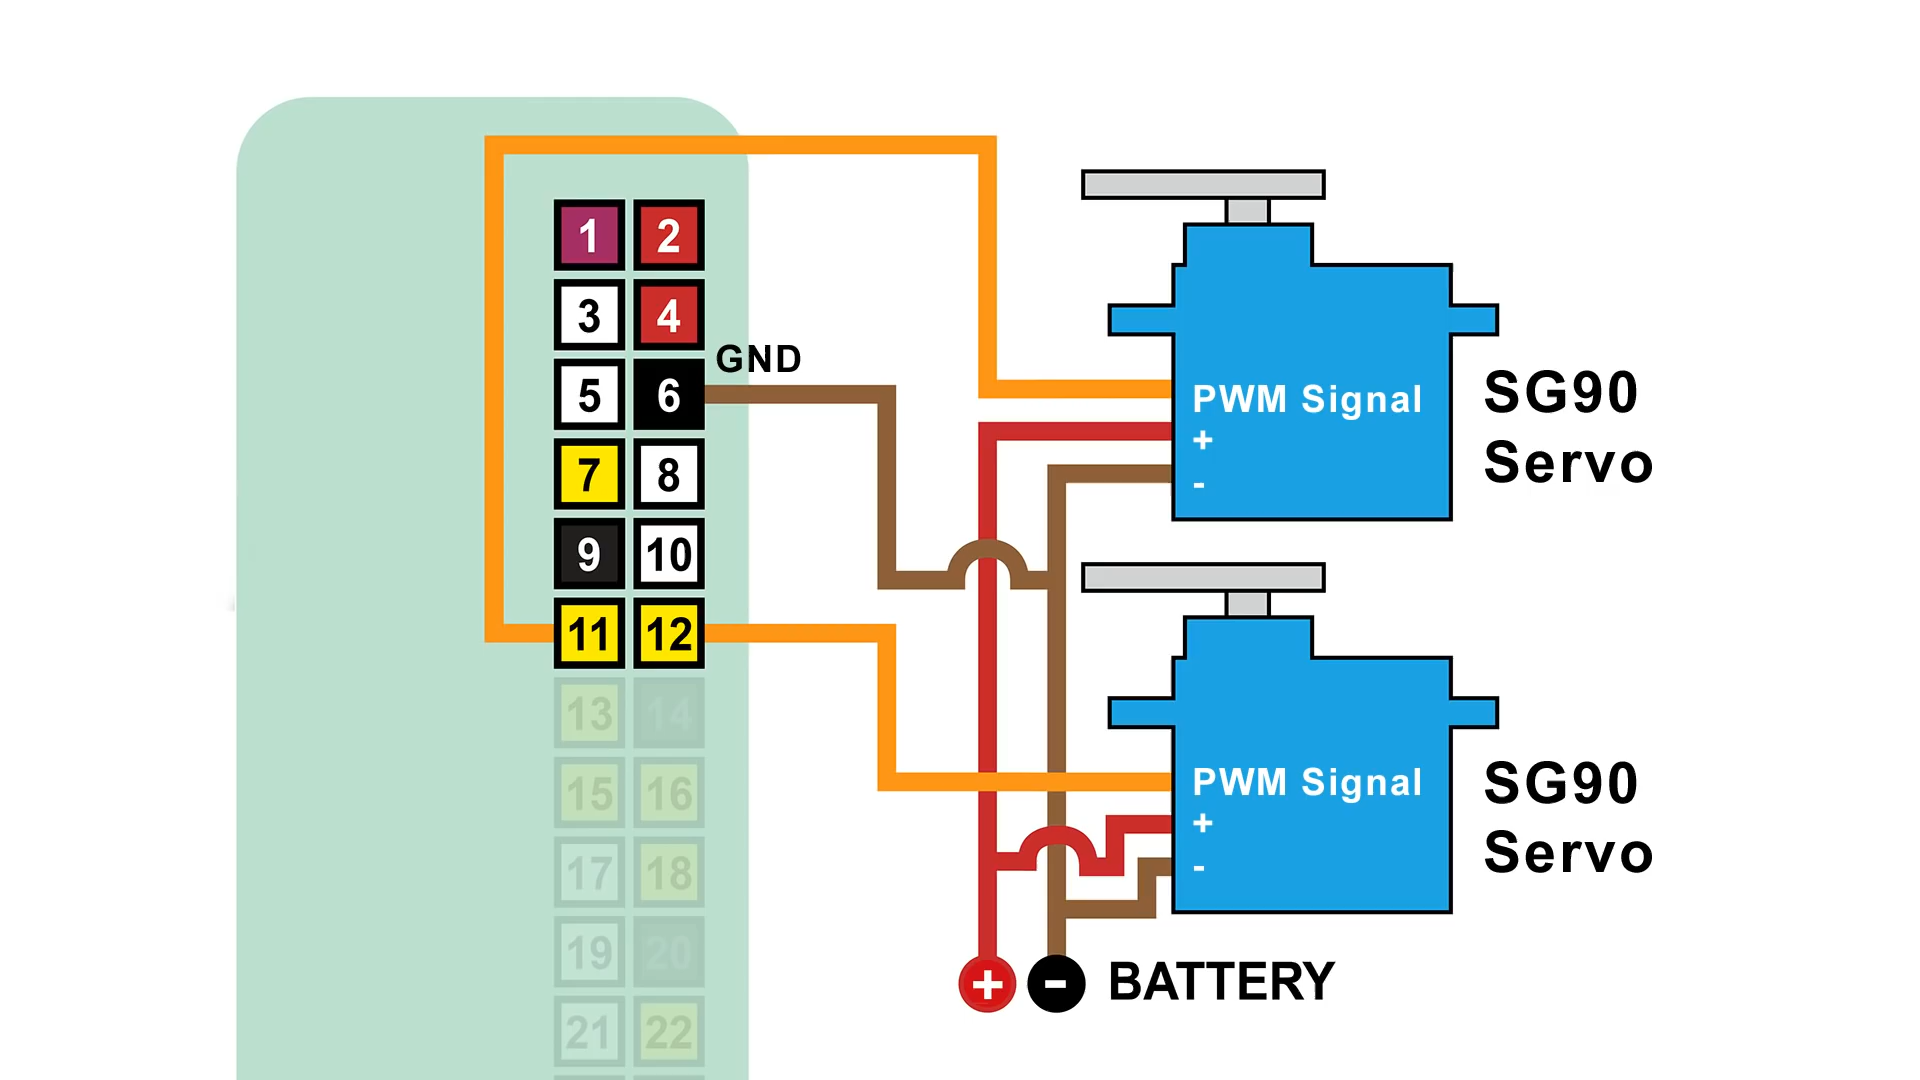 1 2
3 4
GND
5 6
7 8
9 10
11 12
13 14
15 16
17 18
19 20
21 22
PWM Signal
+
-
SG90
Servo
PWM Signal
+
-
SG90
Servo
+ - BATTERY